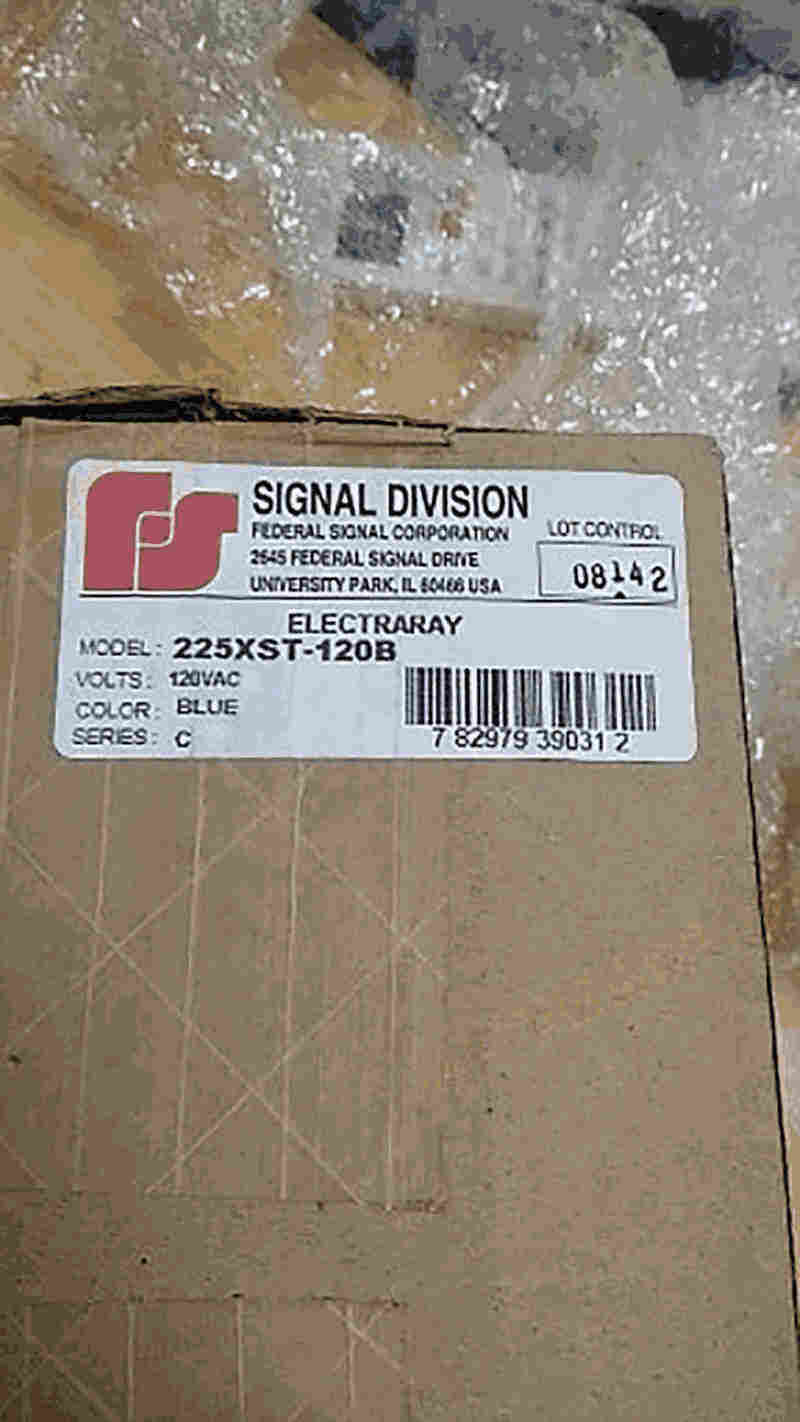 FS
SIGNAL DIVISION
FEDERAL SIGNAL CORPORATION
2645 FEDERAL SIGNAL DRIVE
UNIVERSITY PARK, IL 60466 USA
LOT CONTROL
08142
ELECTRARAY
MODEL: 225XST-120B
VOLTS: 120VAC
COLOR: BLUE
SERIES: C
7 82979 39031 2